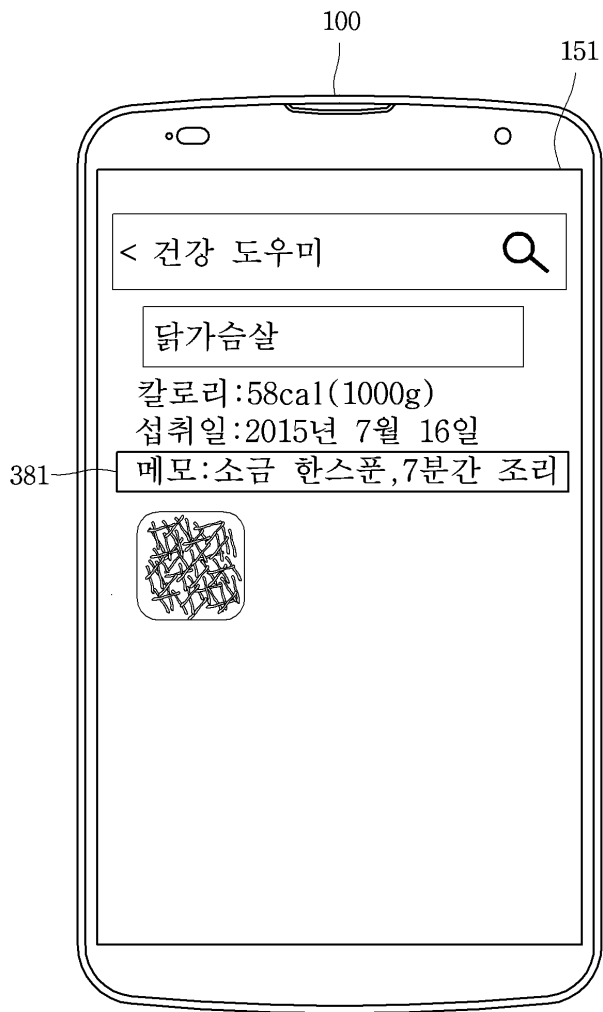 100
151
< 건강 도우미
닭가슴살
칼로리:58cal(1000g)
섭취일:2015년 7월 16일
381
메모:소금 한스푼,7분간 조리